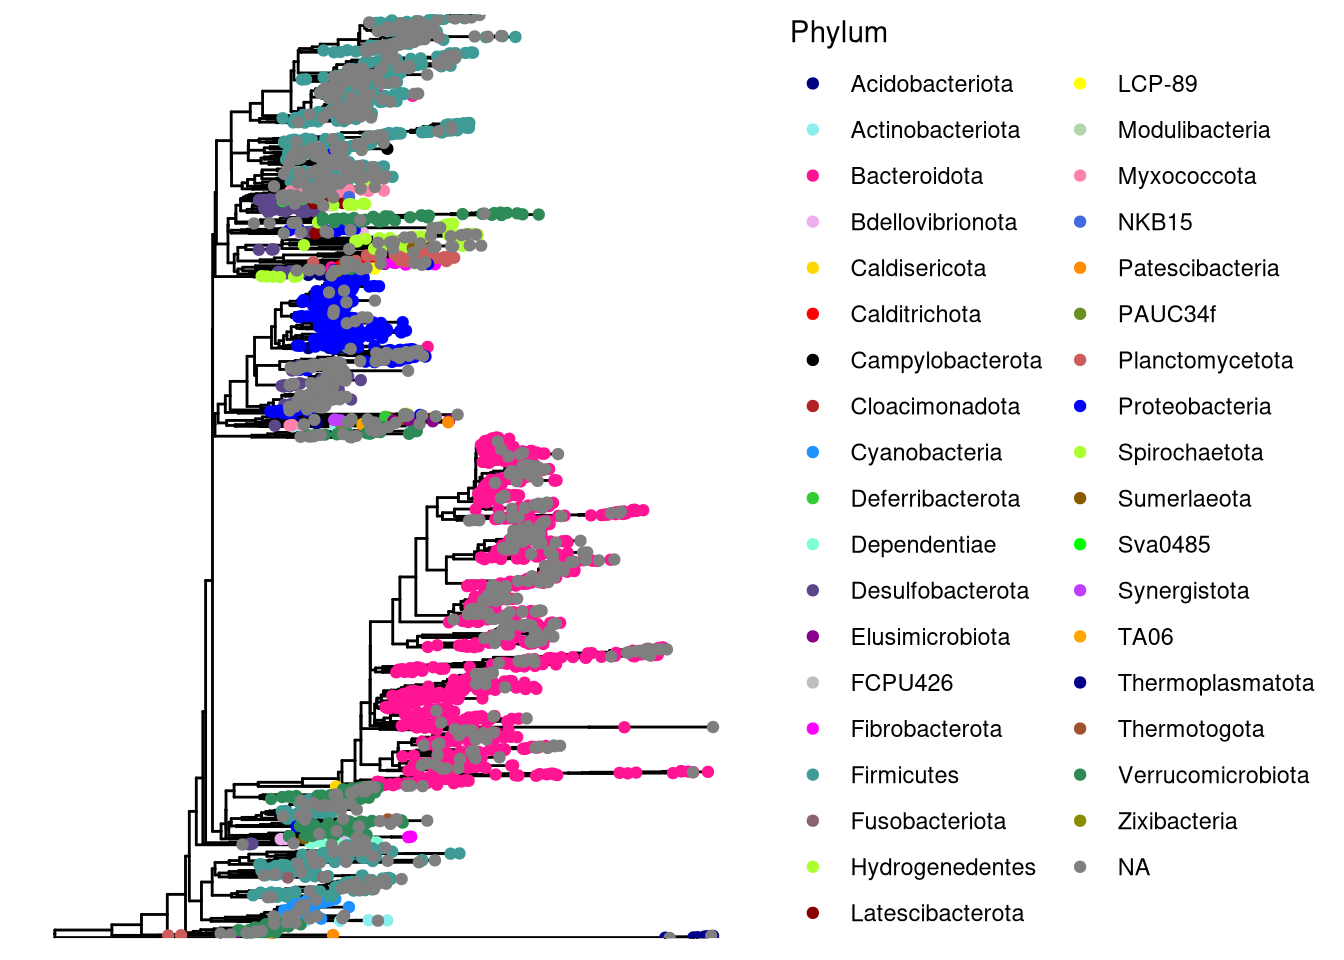 Phylum
Acidobacteriota
Actinobacteriota
Bacteroidota
Bdellovibrionota
Caldisericota
Calditrichota
Campylobacterota
Cloacimonadota
Cyanobacteria
Deferribacterota
Dependentiae
Desulfobacterota
Elusimicrobiota
FCPU426
Fibrobacterota
Firmicutes
Fusobacteriota
Hydrogenedentes
Latescibacterota
LCP-89
Modulibacteria
Myxococcota
NKB15
Patescibacteria
PAUC34f
Planctomycetota
Proteobacteria
Spirochaetota
Sumerlaeota
Sva0485
Synergistota
TA06
Thermoplasmatota
Thermotogota
Verrucomicrobiota
Zixibacteria
NA